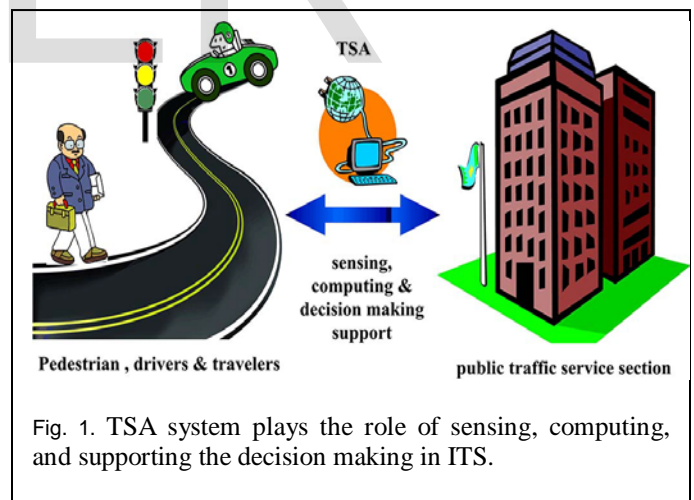 TSA
1
sensing,
computing &
decision making
support
Pedestrian , drivers & travelers
public traffic service section
Fig. 1. TSA system plays the role of sensing, computing,
and supporting the decision making in ITS.